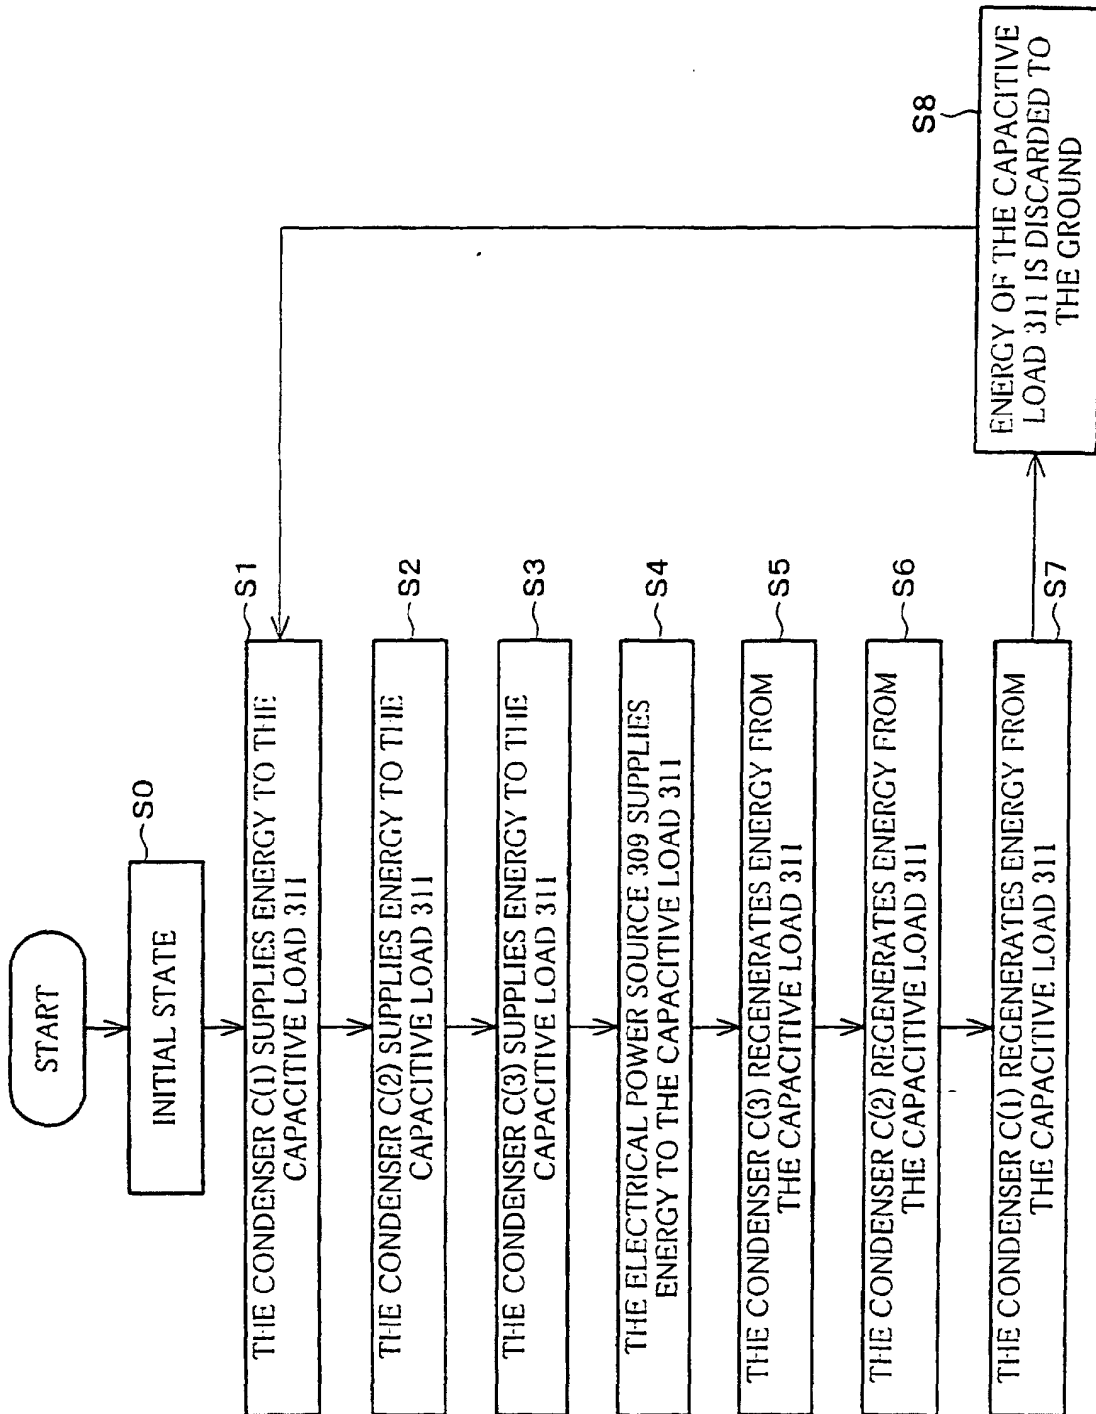 START
INITIAL STATE
S0
THE CONDENSER C(1) SUPPLIES ENERGY TO THE
CAPACITIVE LOAD 311
S1
THE CONDENSER C(2) SUPPLIES ENERGY TO THE
CAPACITIVE LOAD 311
S2
THE CONDENSER C(3) SUPPLIES ENERGY TO THE
CAPACITIVE LOAD 311
S3
THE ELECTRICAL POWER SOURCE 309 SUPPLIES
ENERGY TO THE CAPACITIVE LOAD 311
S4
THE CONDENSER C(3) REGENERATES ENERGY FROM
THE CAPACITIVE LOAD 311
S5
THE CONDENSER C(2) REGENERATES ENERGY FROM
THE CAPACITIVE LOAD 311
S6
THE CONDENSER C(1) REGENERATES ENERGY FROM
THE CAPACITIVE LOAD 311
S7
ENERGY OF THE CAPACITIVE
LOAD 311 IS DISCARDED TO
THE GROUND
S8